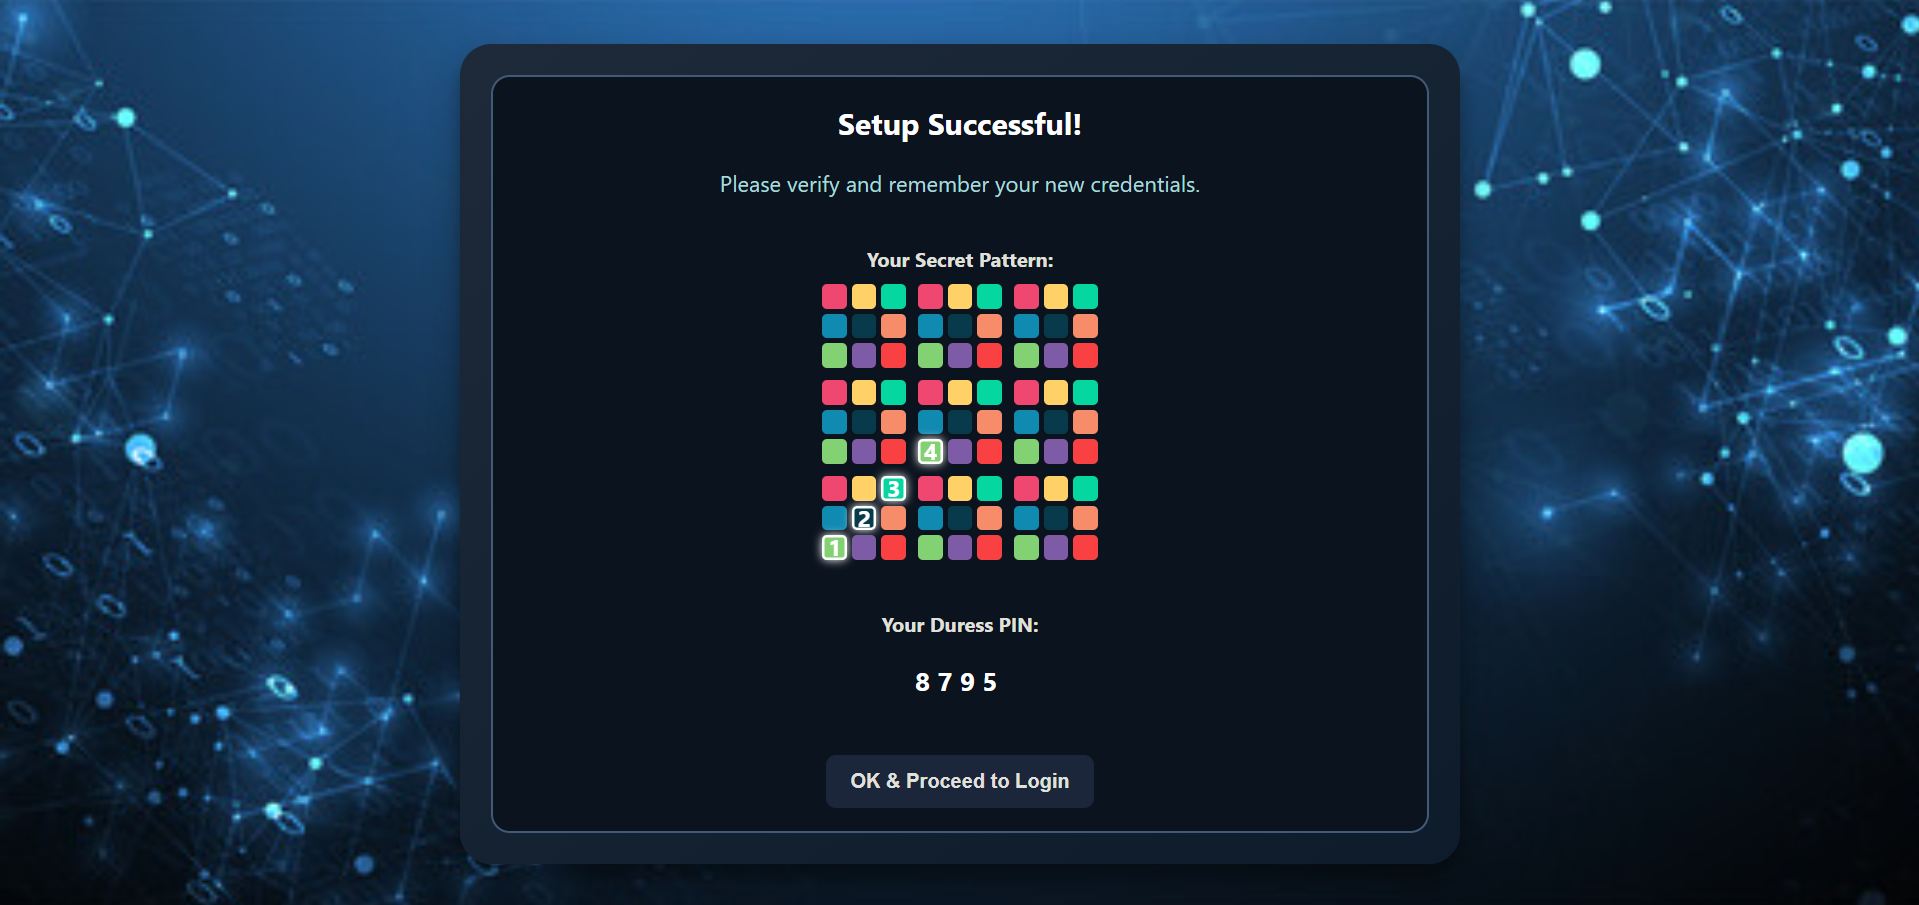 Setup Successful!
Please verify and remember your new credentials.
Your Secret Pattern:
4
3
2
1
Your Duress PIN:
8 7 9 5
OK & Proceed to Login